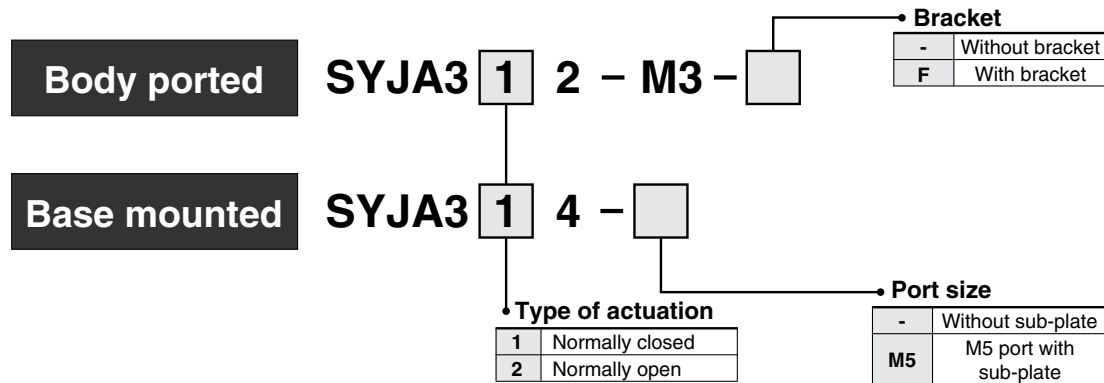 Bracket
- Without bracket
F With bracket
Body ported SYJA3 1 2 – M3 –
Base mounted SYJA3 1 4 –
Type of actuation
1 Normally closed
2 Normally open
Port size
- Without sub-plate
M5 M5 port with
sub-plate